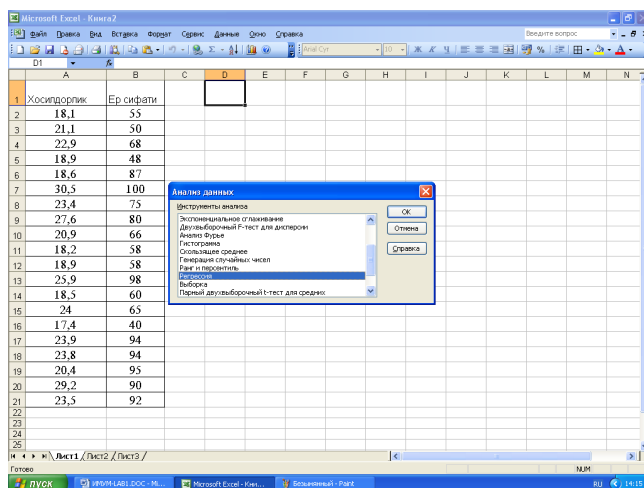 Microsoft Excel - Книга2
Файл Правка Вид Вставка Формат Сервис Данные Окно Справка
Введите вопрос
Arial Cyr 10 Ж К Ч
D1 fx
A B C D E F G H I J K L M N
1 Хосилдорлик Ер сифати
2 18,1 55
3 21,1 50
4 22,9 68
5 18,9 48
6 18,6 87
7 30,5 100
8 23,4 75
9 27,6 80
10 20,9 66
11 18,2 58
12 18,9 58
13 25,9 98
14 18,5 60
15 24 65
16 17,4 40
17 23,9 94
18 23,8 94
19 20,4 95
20 29,2 90
21 23,5 92
22
23
24
25
Анализ данных
Инструменты анализа
Экспоненциальное сглаживание
Двухвыборочный F-тест для дисперсии
Анализ Фурье
Гистограмма
Скользящее среднее
Генерация случайных чисел
Ранг и персентиль
Регрессия
Выборка
Парный двухвыборочный t-тест для средних
OK
Отмена
Справка
Лист1 Лист2 Лист3
Готово NUM
пуск ИМУМ-LAB1.DOC - Mi... Microsoft Excel - Кни... Безымянный - Paint RU 14:15